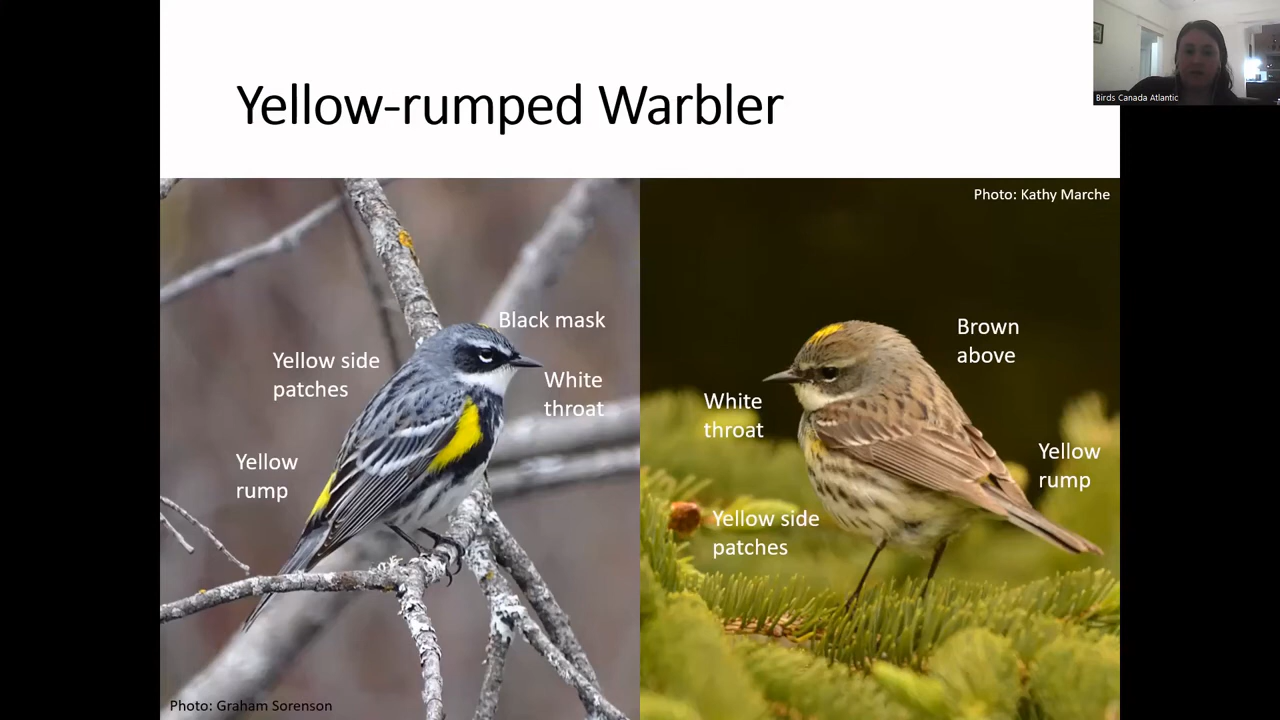 Yellow-rumped Warbler
Birds Canada Atlantic
Photo: Kathy Marche
Black mask
Yellow side
patches
White
throat
Yellow
rump
Photo: Graham Sorenson
Brown
above
White
throat
Yellow
rump
Yellow side
patches